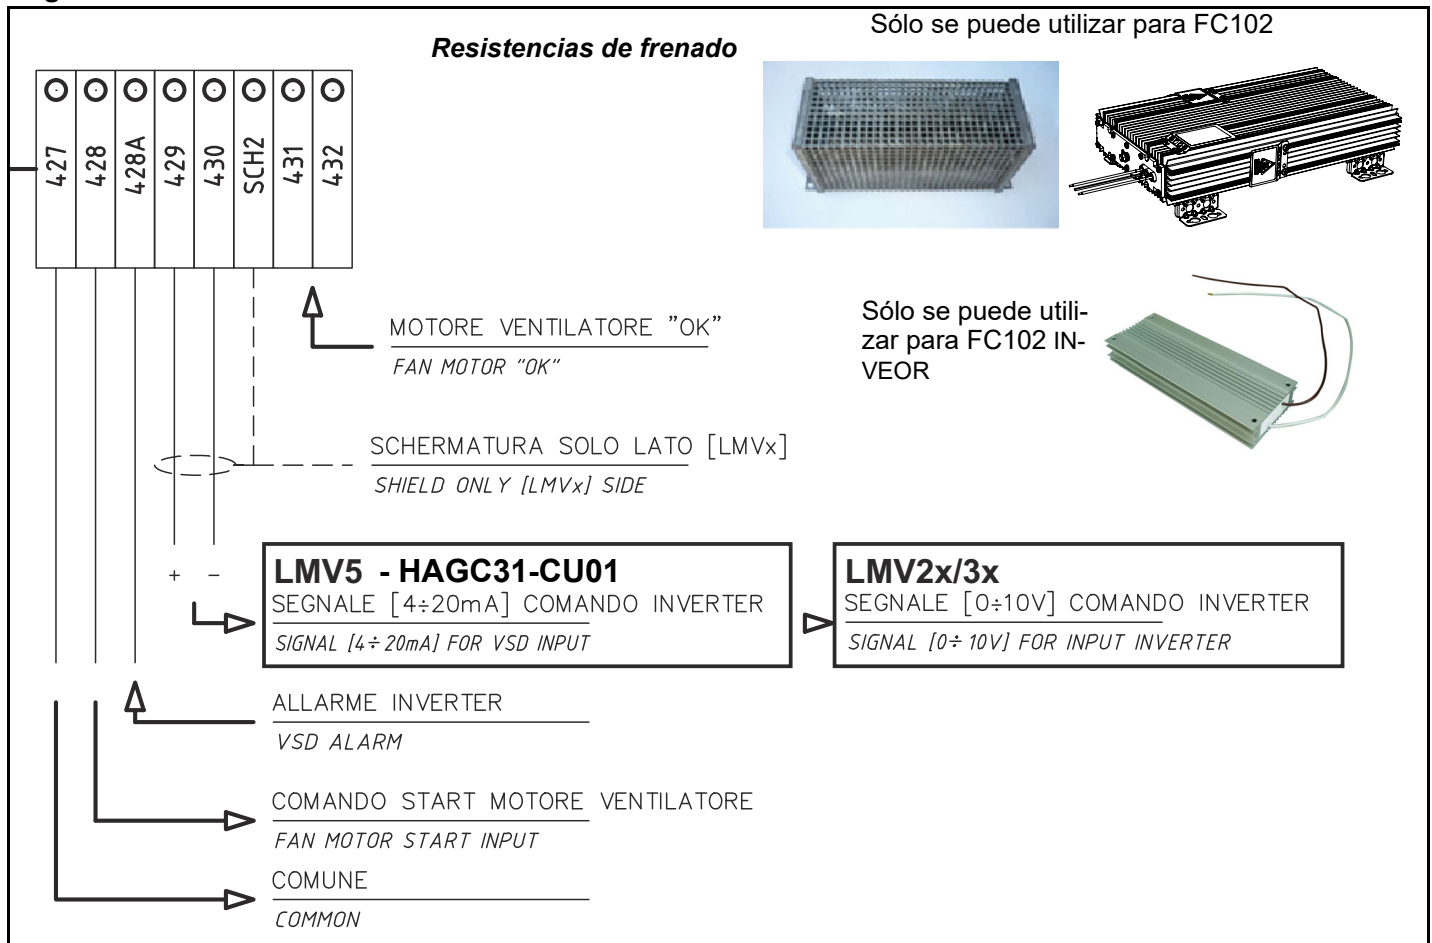 Resistencias de frenado
Sólo se puede utilizar para FC102
427
428
428A
429
430
SCH2
431
432
MOTORE VENTILATORE "OK"
FAN MOTOR "OK"
Sólo se puede utili-
zar para FC102 IN-
VEOR
SCHERMATURA SOLO LATO [LMVx]
SHIELD ONLY [LMVx] SIDE
+ -
LMV5 - HAGC31-CU01
SEGNALE [4÷20mA] COMANDO INVERTER
SIGNAL [4÷20mA] FOR VSD INPUT
LMV2x/3x
SEGNALE [0÷10V] COMANDO INVERTER
SIGNAL [0÷10V] FOR INPUT INVERTER
ALLARME INVERTER
VSD ALARM
COMANDO START MOTORE VENTILATORE
FAN MOTOR START INPUT
COMUNE
COMMON